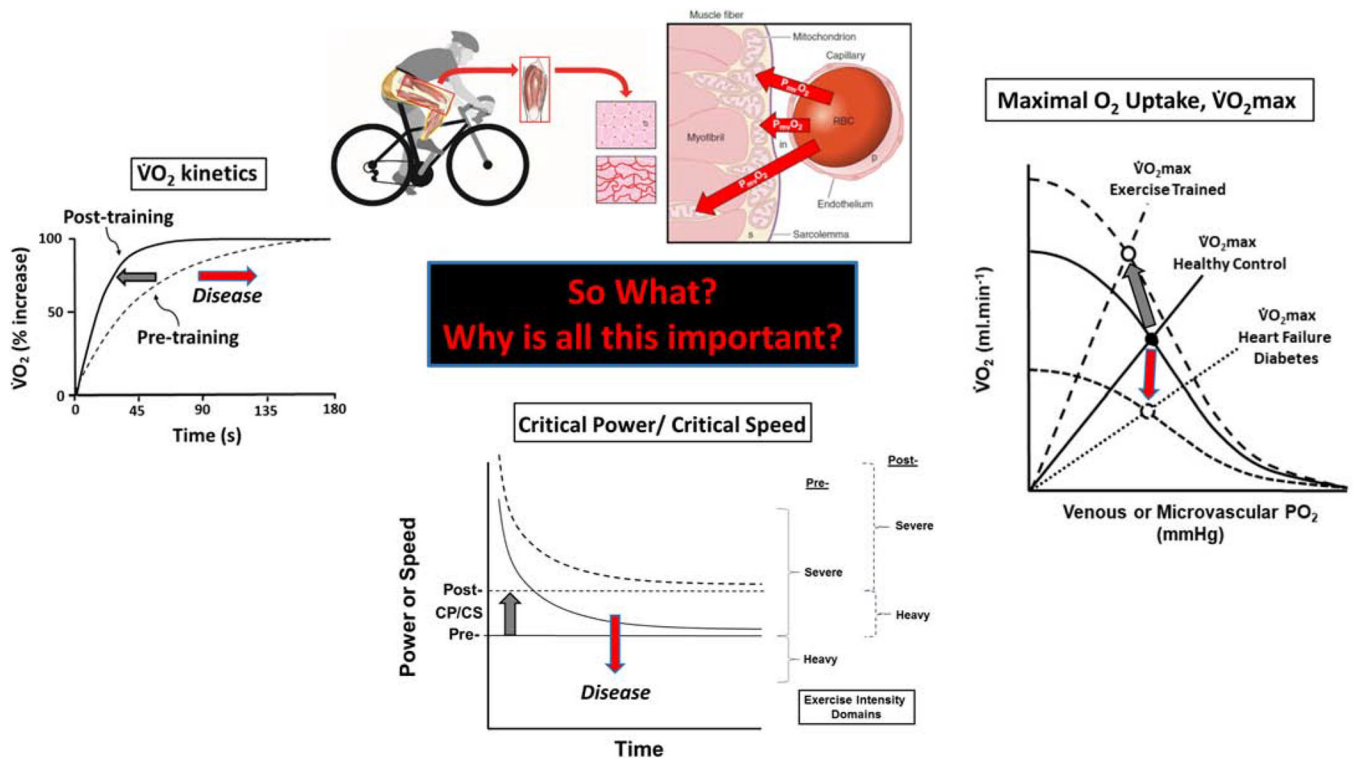 Muscle fiber
Mitochondrion
Capillary
PmvO2
PmvO2
PmvO2
RBC
Myofibril
in
p
Endothelium
s
Sarcolemma
V̇O2 kinetics
Post-training
100
50
0
V̇O2 (% increase)
Disease
Pre-training
0 45 90 135 180
Time (s)
So What?
Why is all this important?
Maximal O2 Uptake, V̇O2max
V̇O2max
Exercise Trained
V̇O2max
Healthy Control
V̇O2max
Heart Failure
Diabetes
V̇O2 (ml.min-1)
Venous or Microvascular PO2
(mmHg)
Critical Power/ Critical Speed
Power or Speed
Post-
CP/CS
Pre-
Disease
Time
Pre-
Severe
Heavy
Post-
Severe
Heavy
Exercise Intensity
Domains